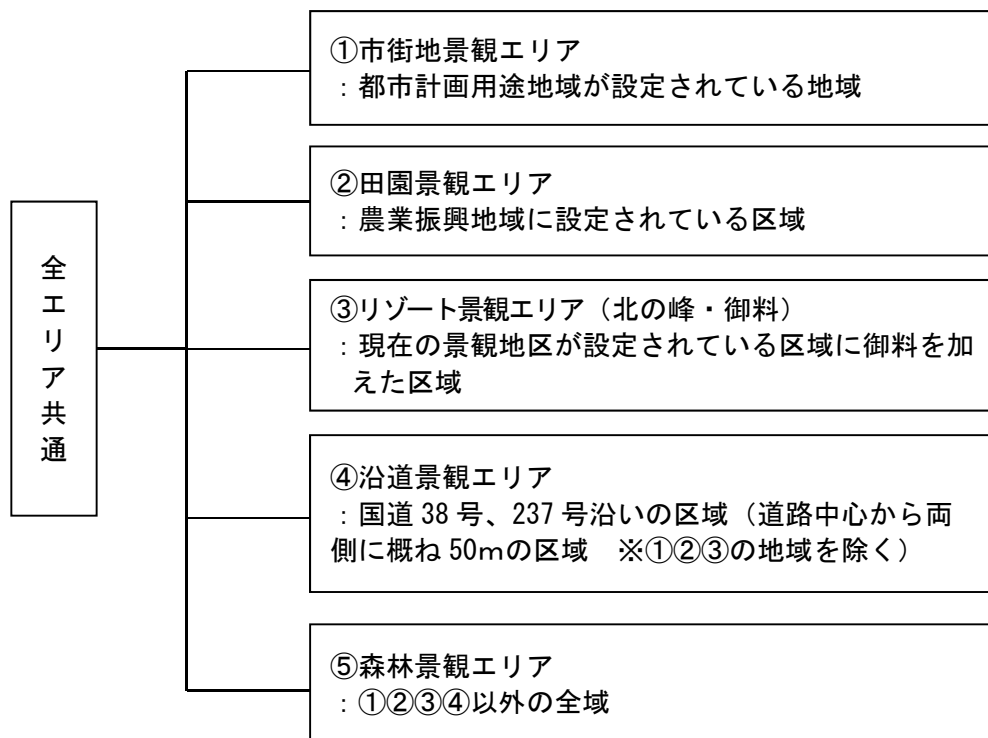 全エリア共通
①市街地景観エリア
：都市計画用途地域が設定されている地域
②田園景観エリア
：農業振興地域に設定されている区域
③リゾート景観エリア（北の峰・御料）
：現在の景観地区が設定されている区域に御料を加
えた区域
④沿道景観エリア
：国道 38 号、237 号沿いの区域（道路中心から両
側に概ね 50ｍの区域　※①②③の地域を除く）
⑤森林景観エリア
：①②③④以外の全域